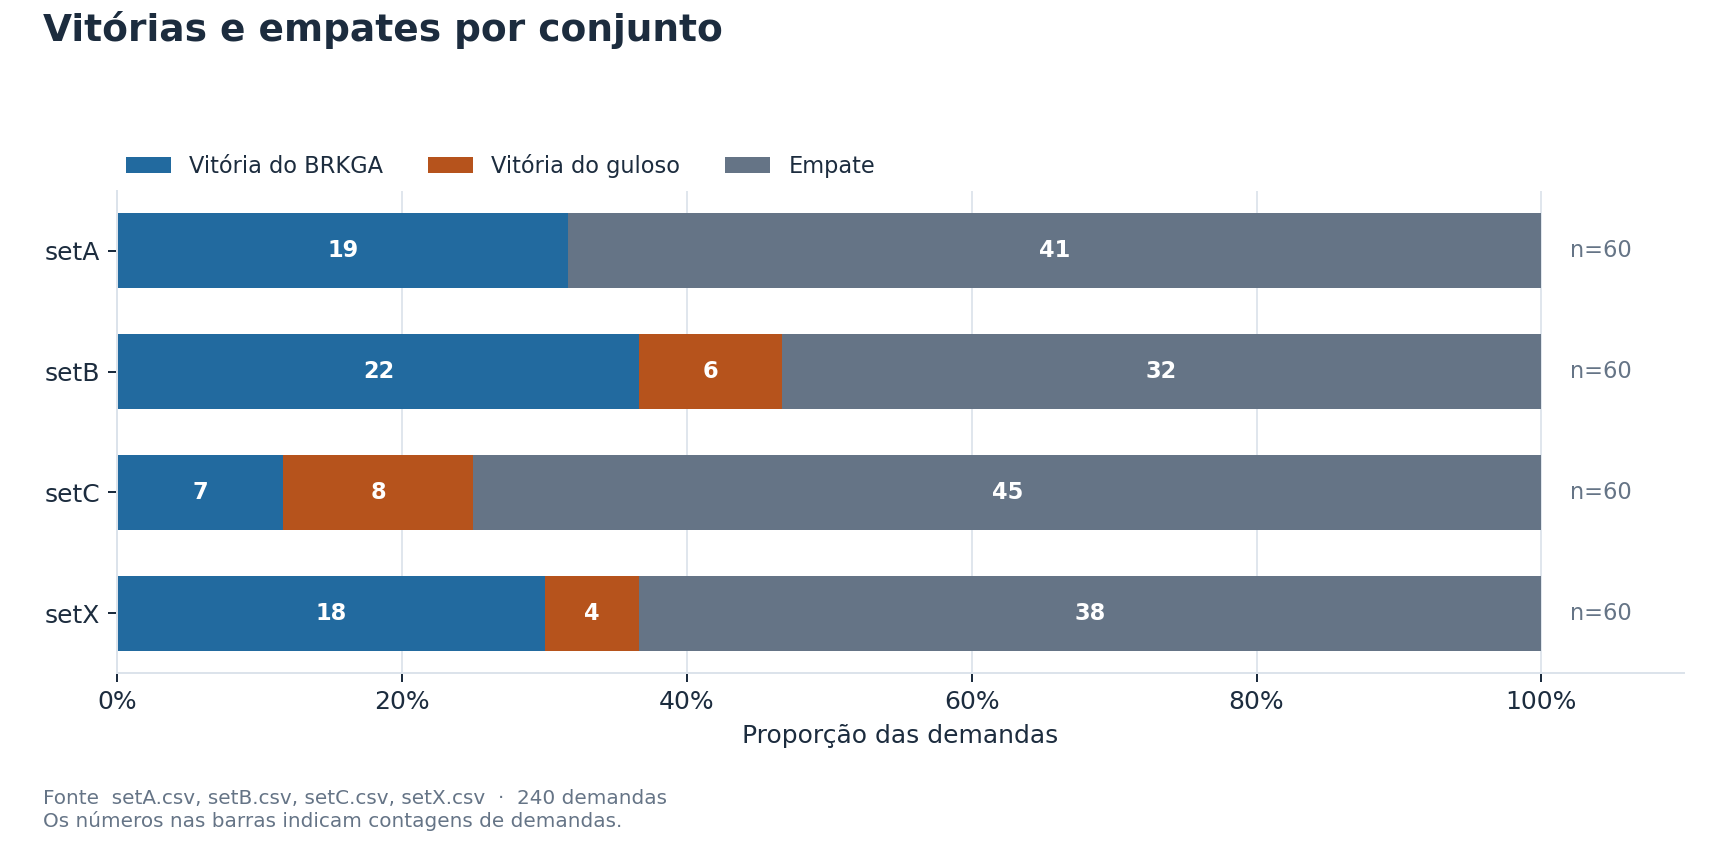 Vitórias e empates por conjunto
Vitória do BRKGA Vitória do guloso Empate
setA 19 41 n=60
setB 22 6 32 n=60
setC 7 8 45 n=60
setX 18 4 38 n=60
0% 20% 40% 60% 80% 100%
Proporção das demandas
Fonte setA.csv, setB.csv, setC.csv, setX.csv · 240 demandas
Os números nas barras indicam contagens de demandas.